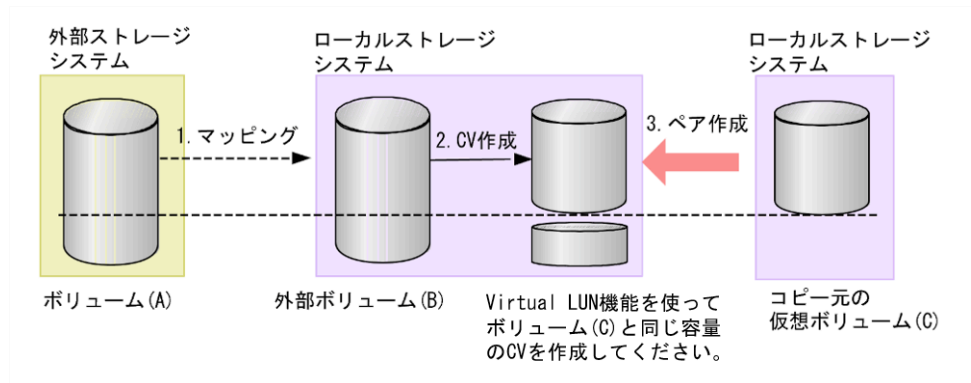 外部ストレージ
システム
ローカルストレージ
システム
ローカルストレージ
システム
1.マッピング
2.CV作成
3.ペア作成
ボリューム(A)
外部ボリューム(B)
Virtual LUN機能を使って
ボリューム(C)と同じ容量
のCVを作成してください。
コピー元の
仮想ボリューム(C)